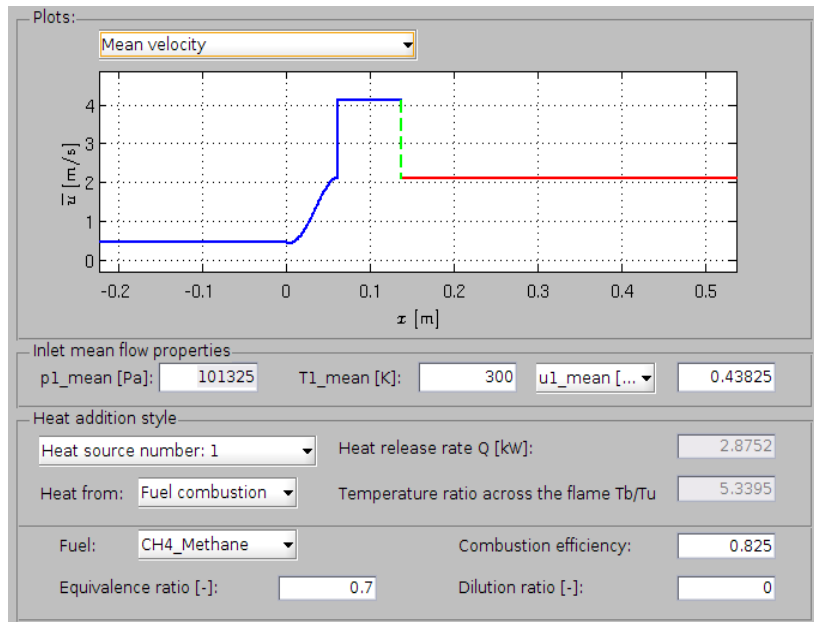 Plots:
Mean velocity
4
3
2
1
0
u̅ [m/s]
-0.2 -0.1 0 0.1 0.2 0.3 0.4 0.5
x [m]
Inlet mean flow properties
p1_mean [Pa]: 101325 T1_mean [K]: 300 u1_mean [... 0.43825
Heat addition style
Heat source number: 1 Heat release rate Q [kW]: 2.8752
Heat from: Fuel combustion Temperature ratio across the flame Tb/Tu 5.3395
Fuel: CH4_Methane Combustion efficiency: 0.825
Equivalence ratio [-]: 0.7 Dilution ratio [-]: 0